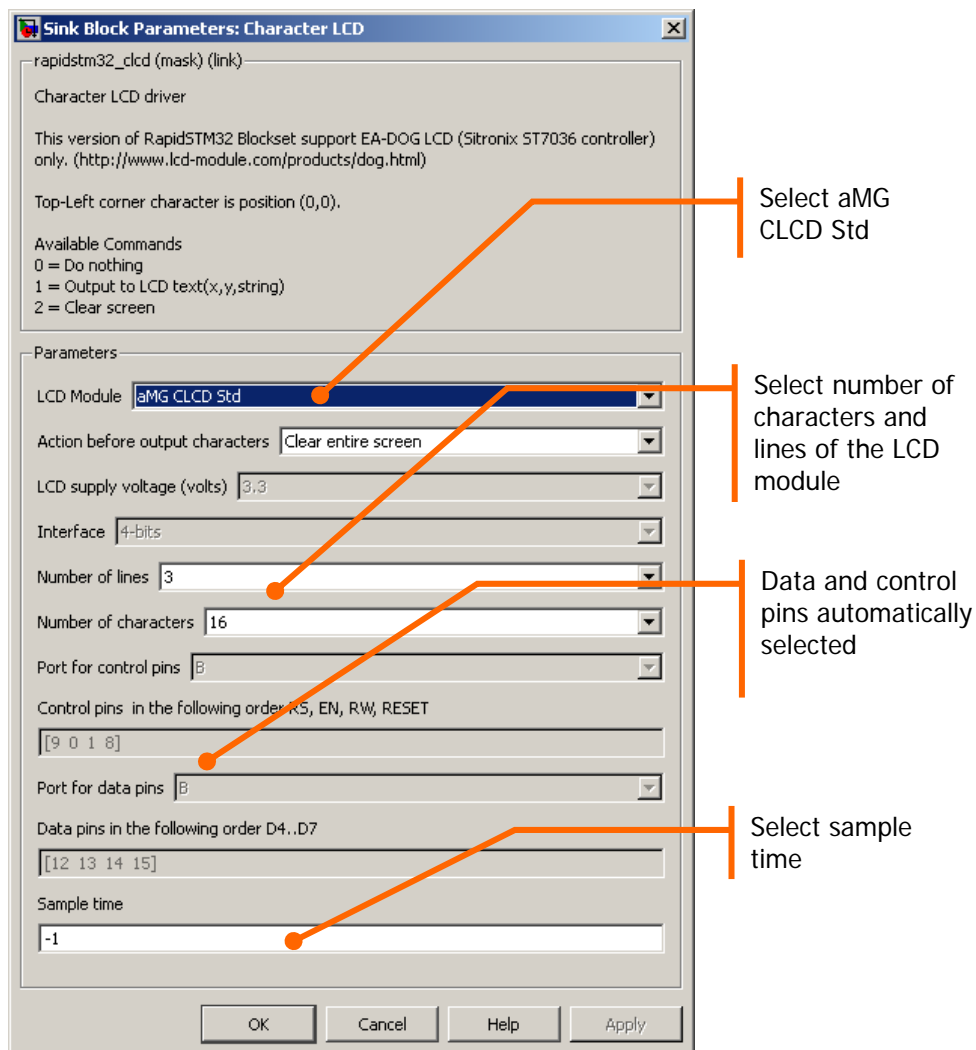 Sink Block Parameters: Character LCD
rapidstm32_clcd (mask) (link)
Character LCD driver
This version of RapidSTM32 Blockset support EA-DOG LCD (Sitronix ST7036 controller)
only. (http://www.lcd-module.com/products/dog.html)
Top-Left corner character is position (0,0).
Available Commands
0 = Do nothing
1 = Output to LCD text(x,y,string)
2 = Clear screen
Select aMG
CLCD Std
Parameters
LCD Module aMG CLCD Std
Action before output characters Clear entire screen
LCD supply voltage (volts) 3.3
Interface 4-bits
Number of lines 3
Number of characters 16
Port for control pins B
Control pins in the following order RS, EN, RW, RESET
[9 0 1 8]
Port for data pins B
Data pins in the following order D4..D7
[12 13 14 15]
Sample time
-1
Select number of
characters and
lines of the LCD
module
Data and control
pins automatically
selected
Select sample
time
OK Cancel Help Apply